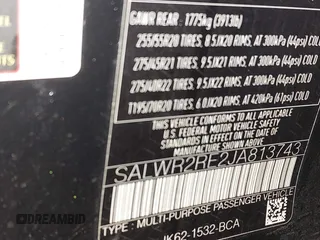 GAWR REAR: 1775kg (3913lb)
255/55R20 TIRES, 8.5JX20 RIMS, AT 300kPA (44psi) COLD
275/45R21 TIRES, 9.5JX21 RIMS, AT 300kPA (44psi) COLD
275/40R22 TIRES, 9.5JX22 RIMS, AT 300kPA (44psi) COLD
T195/70R20 TIRES, 6.0JX20 RIMS, AT 420kPA (61psi) COLD
THIS VEHICLE CONFORMS TO ALL APPLICABLE
FEDERAL MOTOR VEHICLE SAFETY STANDARDS
IN EFFECT ON THE DATE OF
MANUFACTURE SHOWN ABOVE
SALWR2RE2JA813743
TYPE: MULTI-PURPOSE PASSENGER VEHICLE
JK62-1532-BCA
DREAMBID